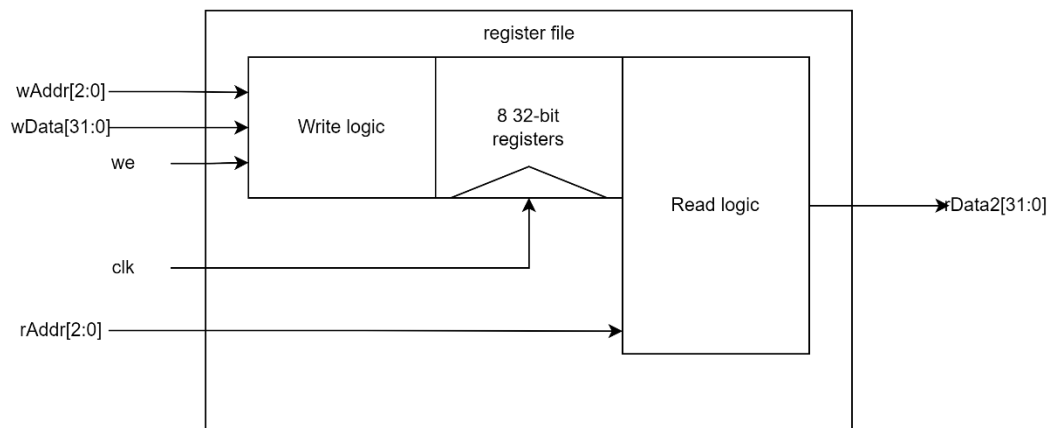 register file
wAddr[2:0]
wData[31:0]
we
Write logic
8 32-bit
registers
Read logic
rData2[31:0]
clk
rAddr[2:0]